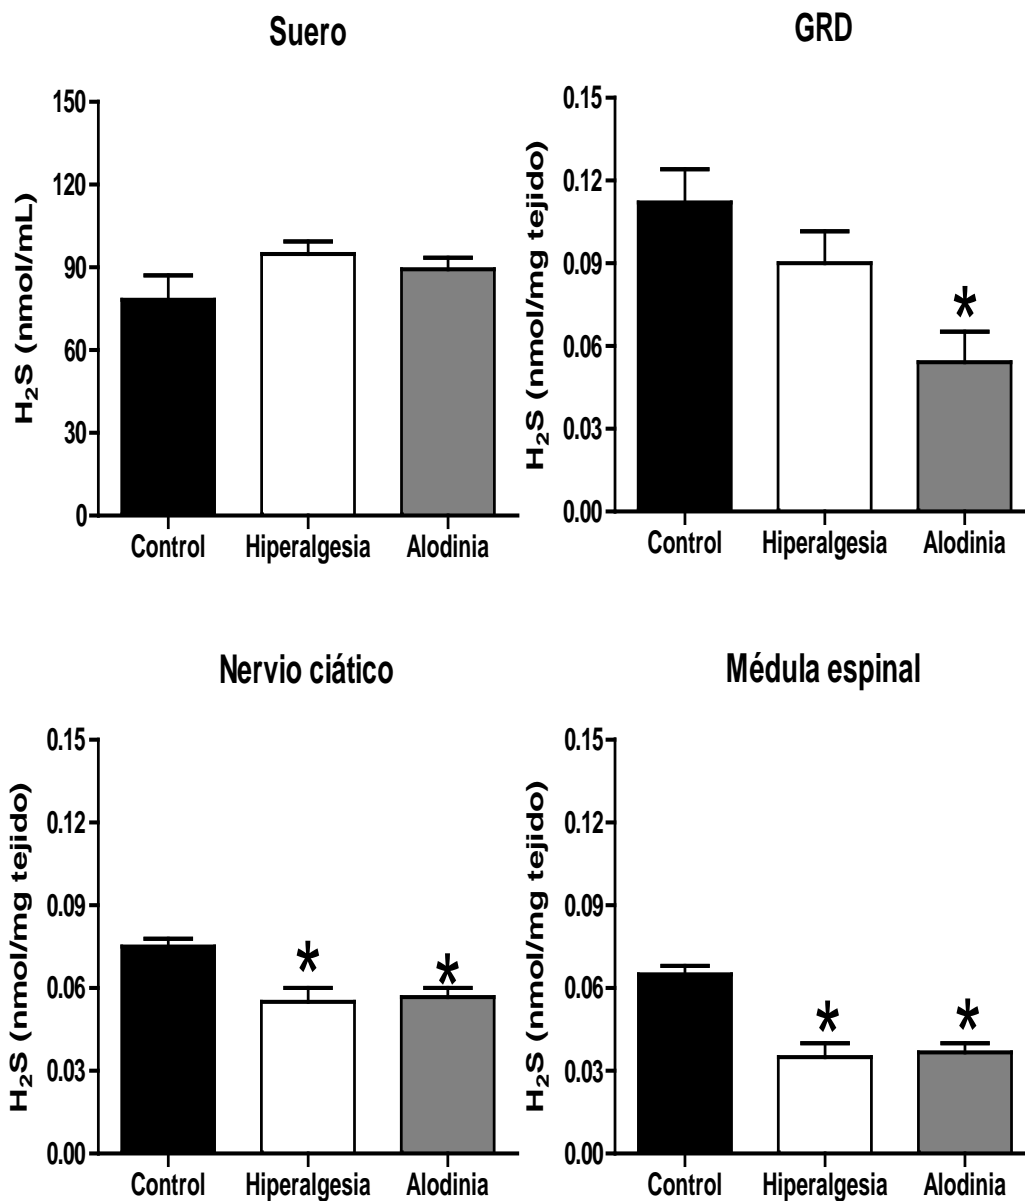 Suero
H₂S (nmol/mL)
150
120
90
60
30
0
Control Hiperalgesia Alodinia
GRD
H₂S (nmol/mg tejido)
0.15
0.12
0.09
0.06
0.03
0.00
*
Control Hiperalgesia Alodinia
Nervio ciático
H₂S (nmol/mg tejido)
0.15
0.12
0.09
0.06
0.03
0.00
* *
Control Hiperalgesia Alodinia
Médula espinal
H₂S (nmol/mg tejido)
0.15
0.12
0.09
0.06
0.03
0.00
* *
Control Hiperalgesia Alodinia